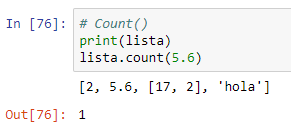 In [76]: # Count()
print(lista)
lista.count(5.6)
[2, 5.6, [17, 2], 'hola']
Out[76]: 1